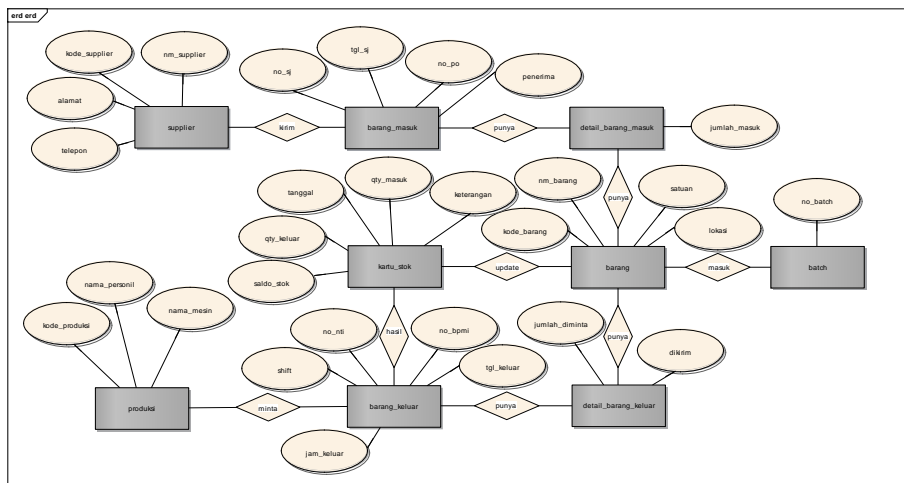 erd erd
kode_supplier
nm_supplier
alamat
telepon
supplier
kirim
no_sj
tgl_sj
no_po
penerima
barang_masuk
punya
detail_barang_masuk
jumlah_masuk
punya
tanggal
qty_masuk
keterangan
qty_keluar
saldo_stok
kartu_stok
update
nm_barang
satuan
kode_barang
lokasi
barang
masuk
no_batch
batch
hasil
punya
nama_personil
kode_produksi
nama_mesin
produksi
minta
no_nti
no_bpmi
shift
tgl_keluar
barang_keluar
jam_keluar
punya
jumlah_diminta
dikirim
detail_barang_keluar